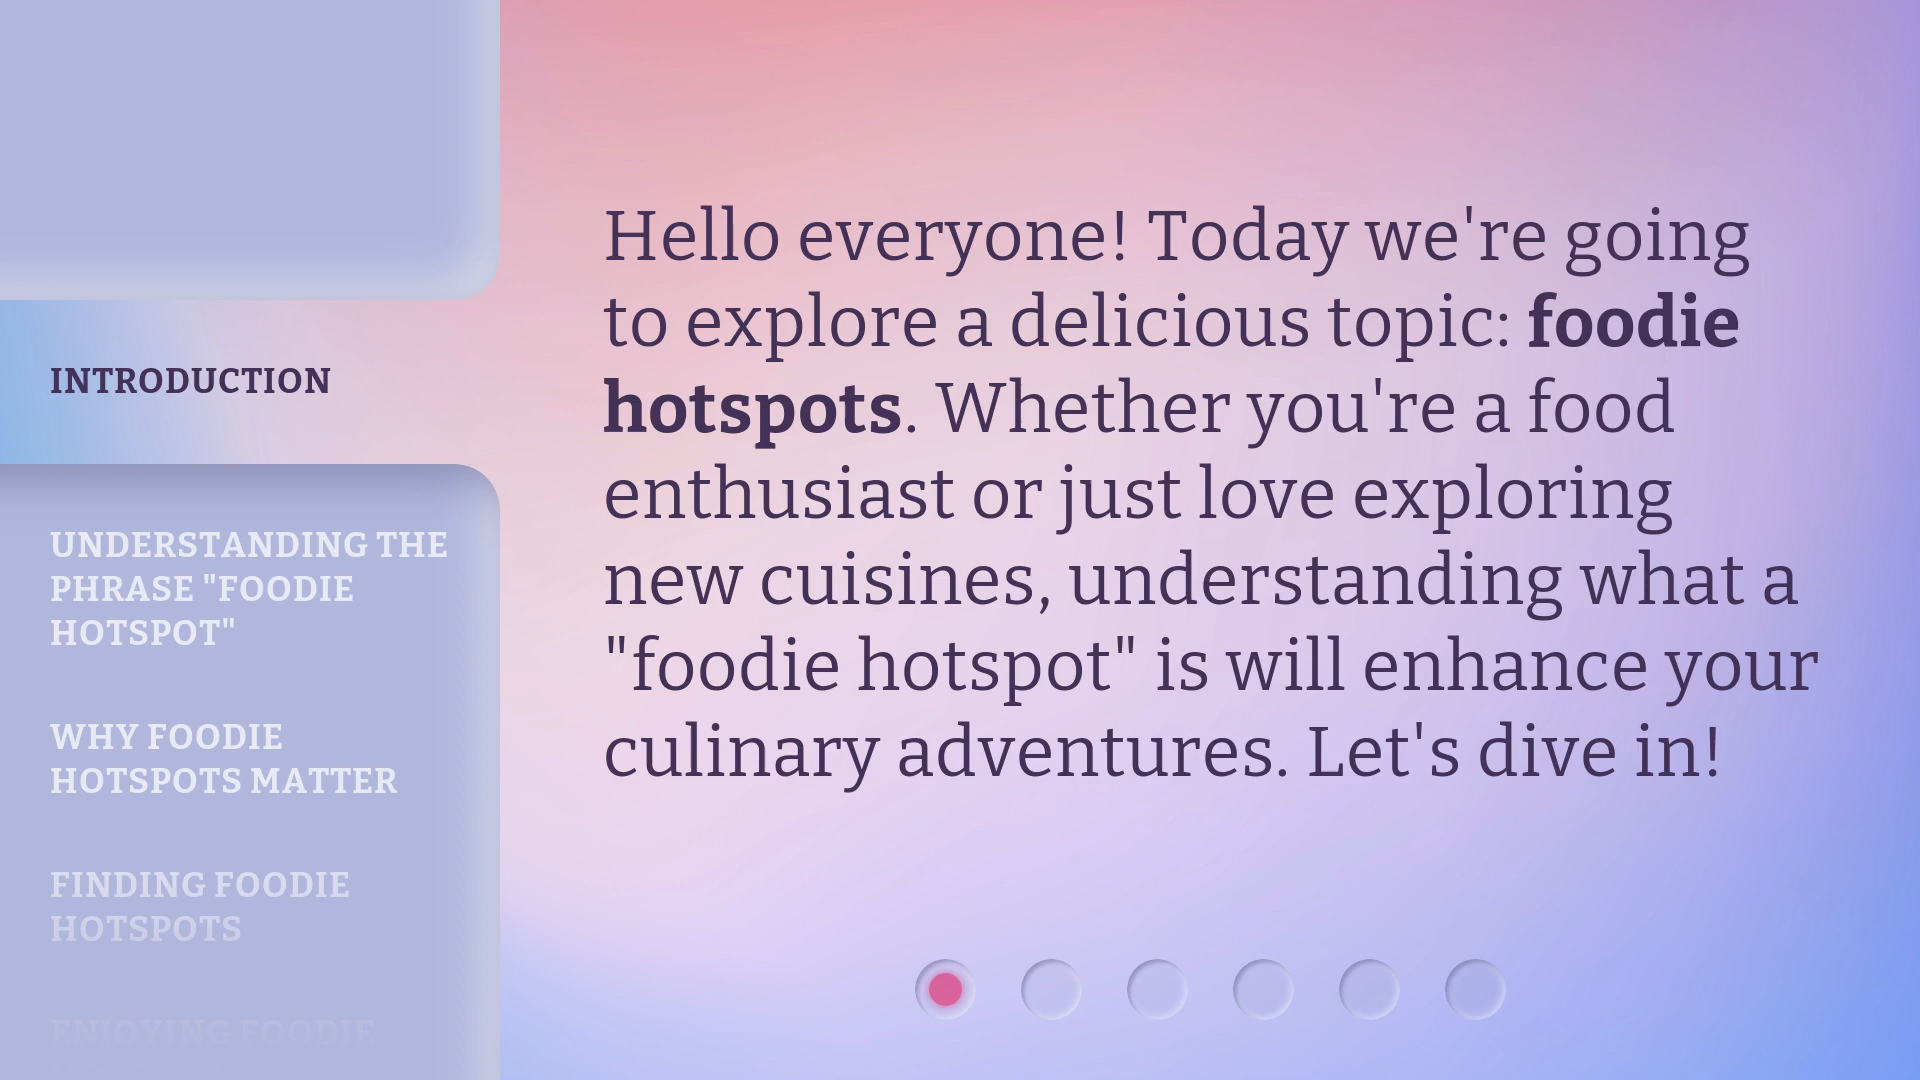 INTRODUCTION
UNDERSTANDING THE
PHRASE "FOODIE
HOTSPOT"
WHY FOODIE
HOTSPOTS MATTER
FINDING FOODIE
HOTSPOTS
ENJOYING FOODIE
Hello everyone! Today we're going
to explore a delicious topic: foodie
hotspots. Whether you're a food
enthusiast or just love exploring
new cuisines, understanding what a
"foodie hotspot" is will enhance your
culinary adventures. Let's dive in!